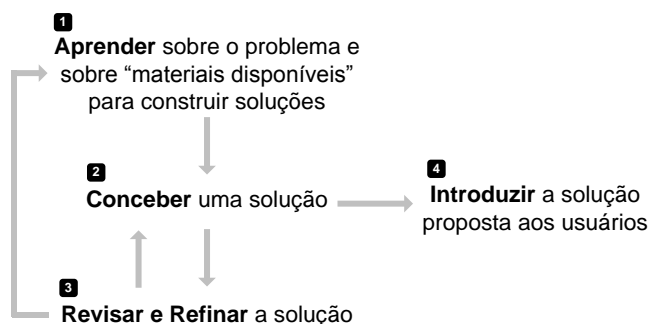 1
Aprender sobre o problema e
sobre “materiais disponíveis”
para construir soluções
2
Conceber uma solução
4
Introduzir a solução
proposta aos usuários
3
Revisar e Refinar a solução